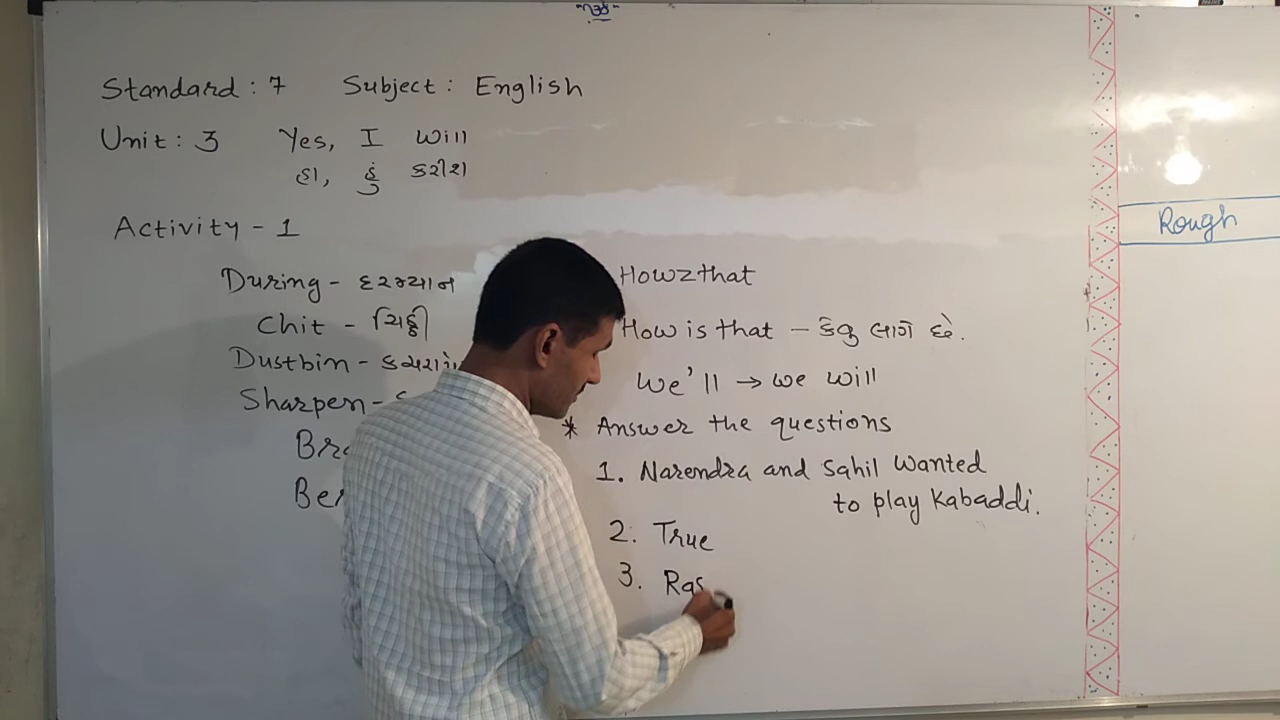 "ૐ"
Standard : 7 Subject : English
Unit : 3 Yes, I will
હા, હું કરીશ
Activity - 1
During - દરમ્યાન
Chit - ચિઠ્ઠી
Dustbin -
Sharpen -
Howzthat
How is that - કેવુ લાગે છે.
We'll → we will
* Answer the questions
1. Narendra and Sahil wanted
to play Kabaddi.
2. True
3. Ras
Rough